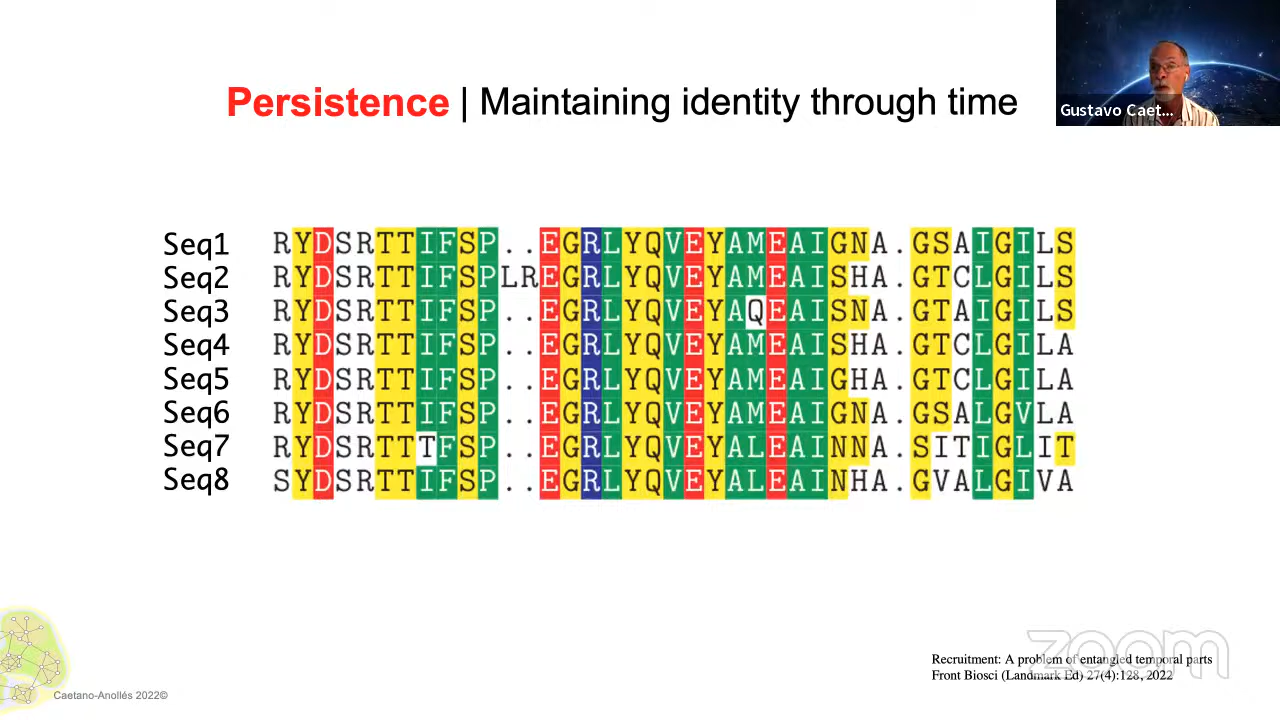 Persistence | Maintaining identity through time
Gustavo Caet...
Seq1 RYDSRTTIFSP..EGRLYQVEYAMEAIGNA.GSAIGILS
Seq2 RYDSRTTIFSPLREGRLYQVEYAMEAISHA.GTCLGILS
Seq3 RYDSRTTIFSP..EGRLYQVEYAQEAISNA.GTAIGILS
Seq4 RYDSRTTIFSP..EGRLYQVEYAMEAISHA.GTCLGILA
Seq5 RYDSRTTIFSP..EGRLYQVEYAMEAIGHA.GTCLGILA
Seq6 RYDSRTTIFSP..EGRLYQVEYAMEAIGNA.GSALGVLA
Seq7 RYDSRTTTFSP..EGRLYQVEYALEAINNA.SITIGLIT
Seq8 SYDSRTTIFSP..EGRLYQVEYALEAINHA.GVALGIVA
zoom
Recruitment: A problem of entangled temporal parts
Front Biosci (Landmark Ed) 27(4):128, 2022
Caetano-Anollés 2022©